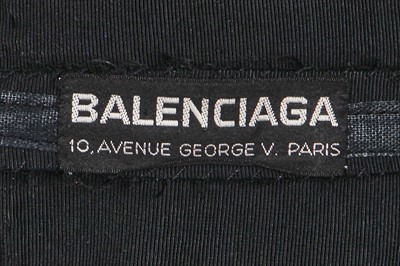 BALENCIAGA
10, AVENUE GEORGE V. PARIS